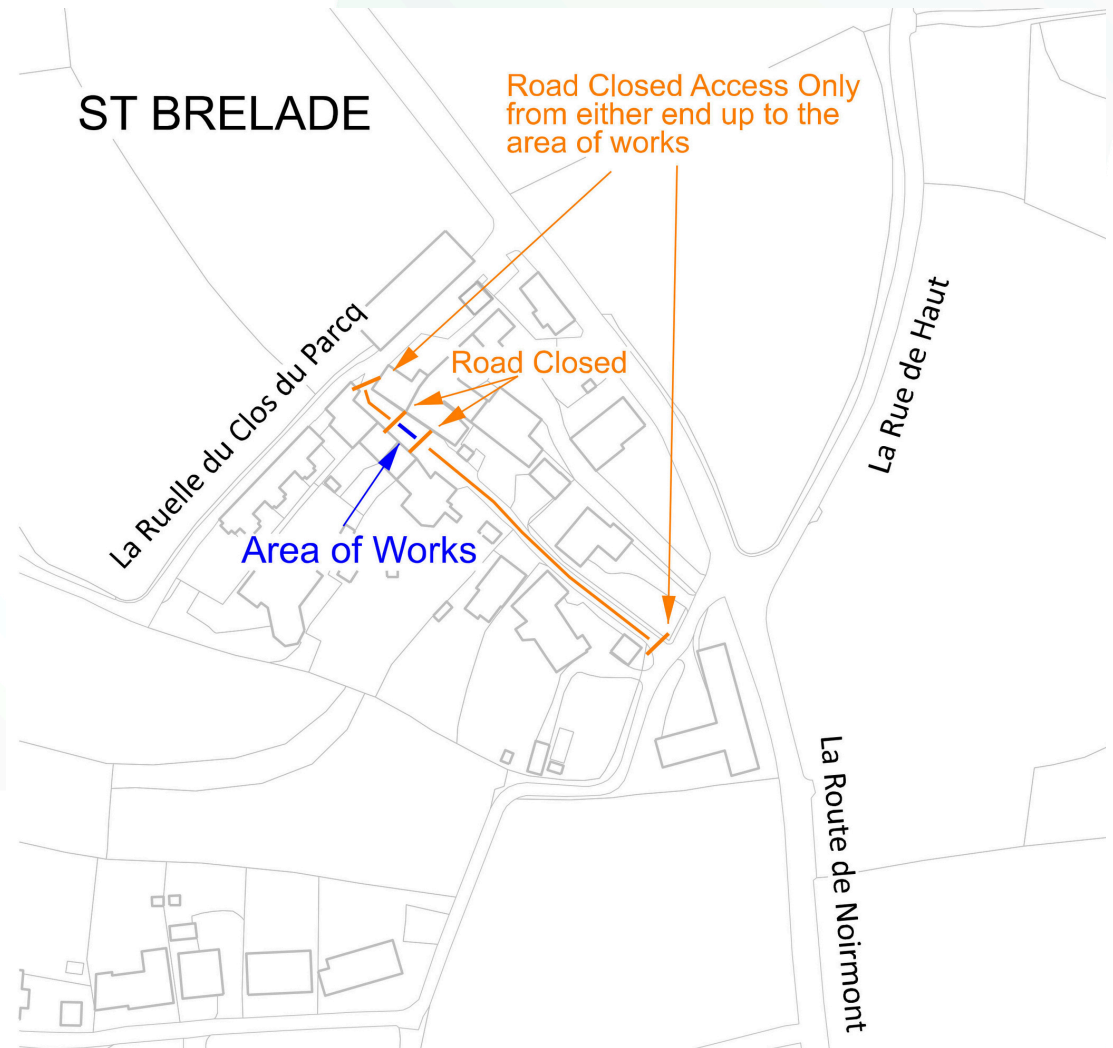 ST BRELADE
Road Closed Access Only
from either end up to the
area of works
La Rue de Haut
La Ruelle du Clos du Parcq
Road Closed
Area of Works
La Route de Noirmont